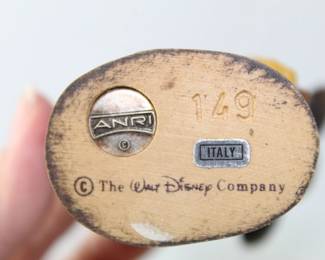 149
ANRI
©
ITALY
© The Walt Disney Company